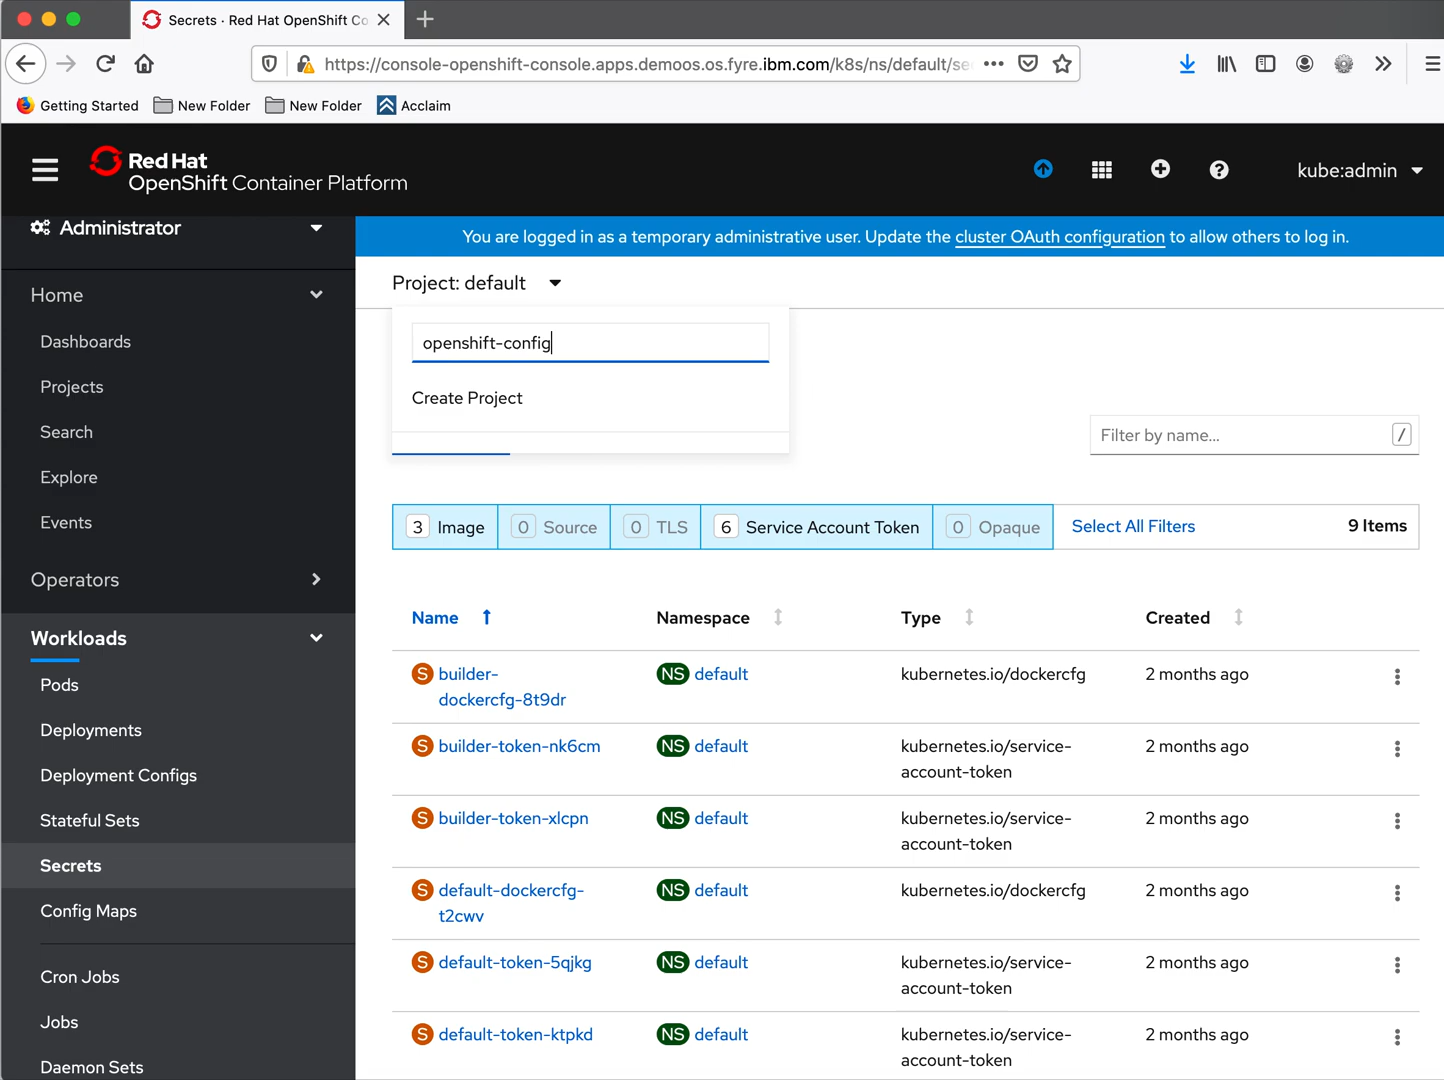 Secrets · Red Hat OpenShift Co
https://console-openshift-console.apps.demoos.os.fyre.ibm.com/k8s/ns/default/se
Getting Started New Folder New Folder Acclaim
Red Hat
OpenShift Container Platform
kube:admin
Administrator
You are logged in as a temporary administrative user. Update the cluster OAuth configuration to allow others to log in.
Home
Dashboards
Projects
Search
Explore
Events
Operators
Workloads
Pods
Deployments
Deployment Configs
Stateful Sets
Secrets
Config Maps
Cron Jobs
Jobs
Daemon Sets
Project: default
openshift-config
Create Project
Filter by name... /
3 Image 0 Source 0 TLS 6 Service Account Token 0 Opaque Select All Filters 9 Items
Name Namespace Type Created
S builder- NS default kubernetes.io/dockercfg 2 months ago
dockercfg-8t9dr
S builder-token-nk6cm NS default kubernetes.io/service- 2 months ago
account-token
S builder-token-xlcpn NS default kubernetes.io/service- 2 months ago
account-token
S default-dockercfg- NS default kubernetes.io/dockercfg 2 months ago
t2cwv
S default-token-5qjkg NS default kubernetes.io/service- 2 months ago
account-token
S default-token-ktpkd NS default kubernetes.io/service- 2 months ago
account-token